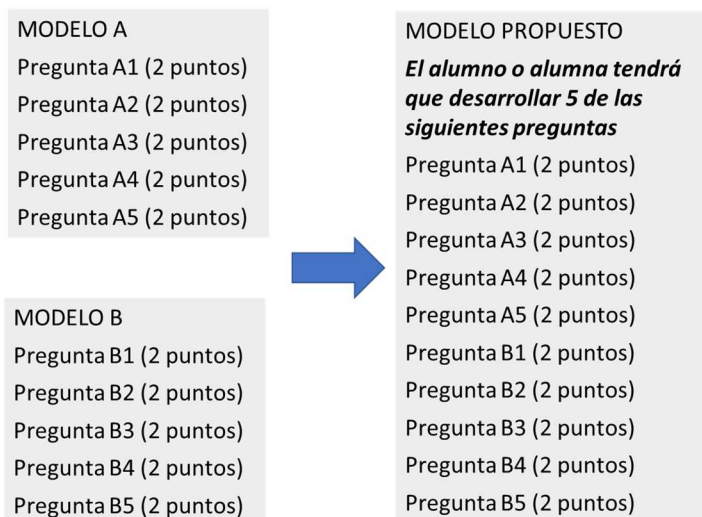 MODELO A
Pregunta A1 (2 puntos)
Pregunta A2 (2 puntos)
Pregunta A3 (2 puntos)
Pregunta A4 (2 puntos)
Pregunta A5 (2 puntos)
MODELO B
Pregunta B1 (2 puntos)
Pregunta B2 (2 puntos)
Pregunta B3 (2 puntos)
Pregunta B4 (2 puntos)
Pregunta B5 (2 puntos)
MODELO PROPUESTO
El alumno o alumna tendrá
que desarrollar 5 de las
siguientes preguntas
Pregunta A1 (2 puntos)
Pregunta A2 (2 puntos)
Pregunta A3 (2 puntos)
Pregunta A4 (2 puntos)
Pregunta A5 (2 puntos)
Pregunta B1 (2 puntos)
Pregunta B2 (2 puntos)
Pregunta B3 (2 puntos)
Pregunta B4 (2 puntos)
Pregunta B5 (2 puntos)